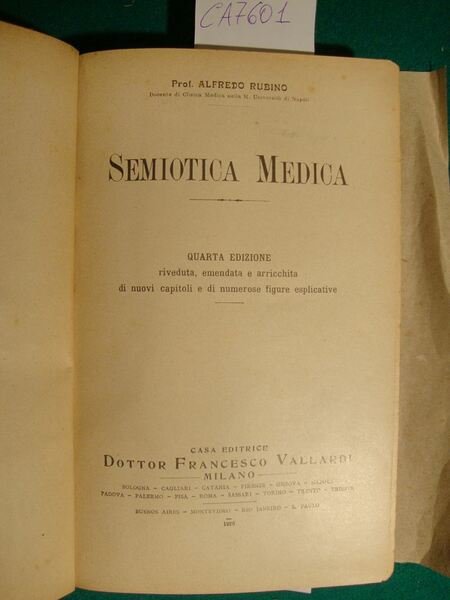 CA7601
Prof. ALFREDO RUBINO
Docente di Clinica Medica nella R. Università di Napoli
SEMIOTICA MEDICA
QUARTA EDIZIONE
riveduta, emendata e arricchita
di nuovi capitoli e di numerose figure esplicative
CASA EDITRICE
DOTTOR FRANCESCO VALLARDI
MILANO
BOLOGNA - CAGLIARI - CATANIA - FIRENZE - GENOVA - NAPOLI
PADOVA - PALERMO - PISA - ROMA - SASSARI - TORINO - TRENTO - TRIESTE
BUENOS AIRES - MONTEVIDEO - RIO JANEIRO - S. PAULO